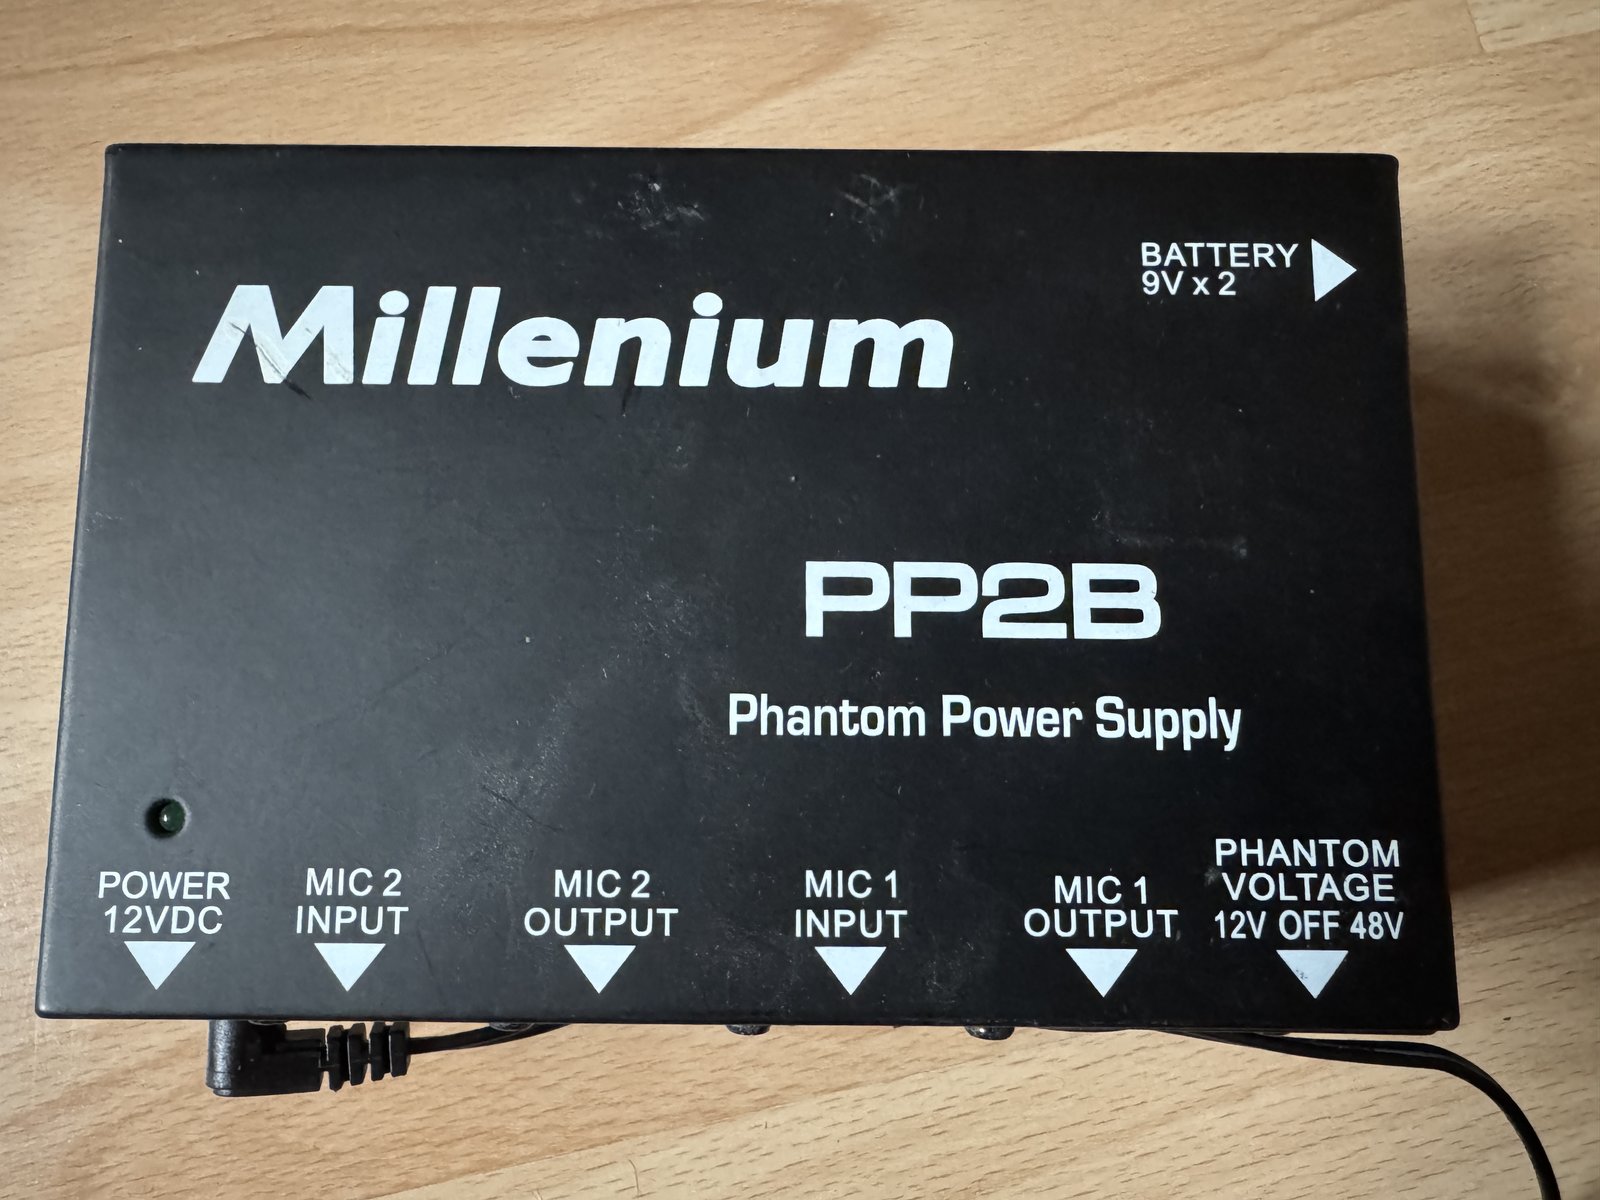 BATTERY
9V x 2
Millenium
PP2B
Phantom Power Supply
POWER
12VDC
MIC 2
INPUT
MIC 2
OUTPUT
MIC 1
INPUT
MIC 1
OUTPUT
PHANTOM
VOLTAGE
12V OFF 48V